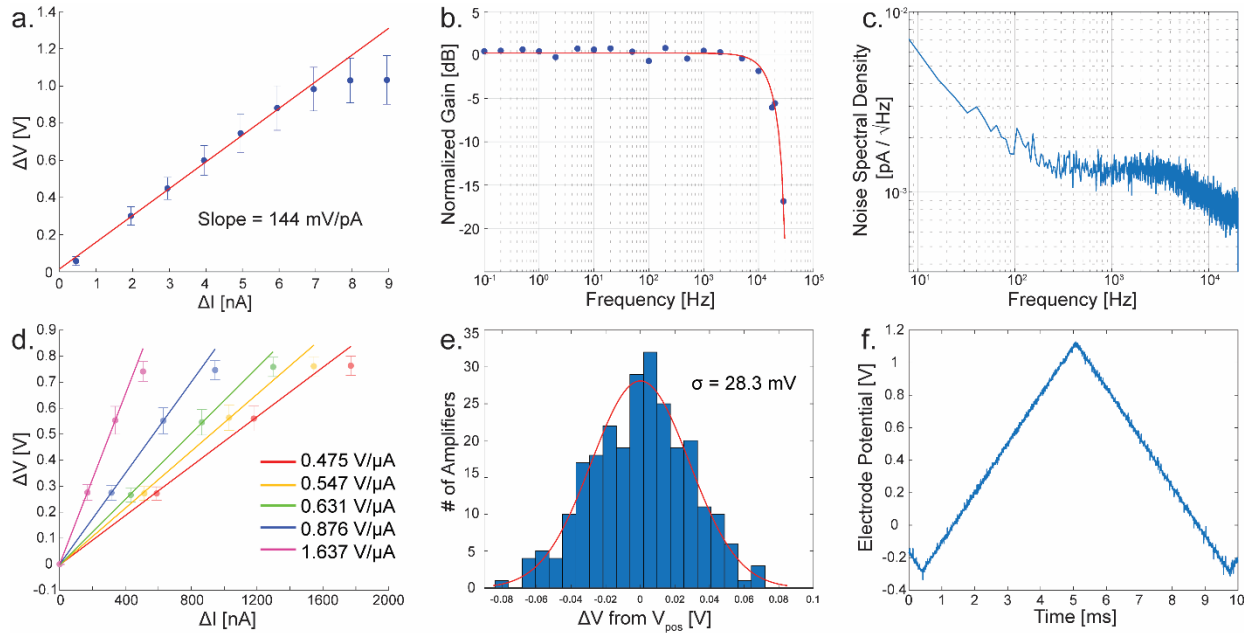 a.
1.4
1.2
1.0
0.8
0.6
0.4
0.2
0
ΔV [V]
Slope = 144 mV/pA
0 1 2 3 4 5 6 7 8 9
ΔI [nA]
b.
5
0
-5
-10
-15
-20
Normalized Gain [dB]
10-1 100 101 102 103 104 105
Frequency [Hz]
c.
10-2
10-3
Noise Spectral Density
[pA / √Hz]
101 102 103 104
Frequency [Hz]
d.
0.9
0.8
0.6
0.4
0.3
0.2
0
-0.1
ΔV [V]
0.475 V/µA
0.547 V/µA
0.631 V/µA
0.876 V/µA
1.637 V/µA
0 400 800 1200 1600 2000
ΔI [nA]
e.
35
30
25
20
15
10
5
0
# of Amplifiers
σ = 28.3 mV
-0.08 -0.06 -0.04 -0.02 0 0.02 0.04 0.06 0.08 0.1
ΔV from Vpos [V]
f.
1.2
1.0
0.8
0.6
0.4
0.2
0
-0.2
-0.4
Electrode Potential [V]
0 1 2 3 4 5 6 7 8 9 10
Time [ms]